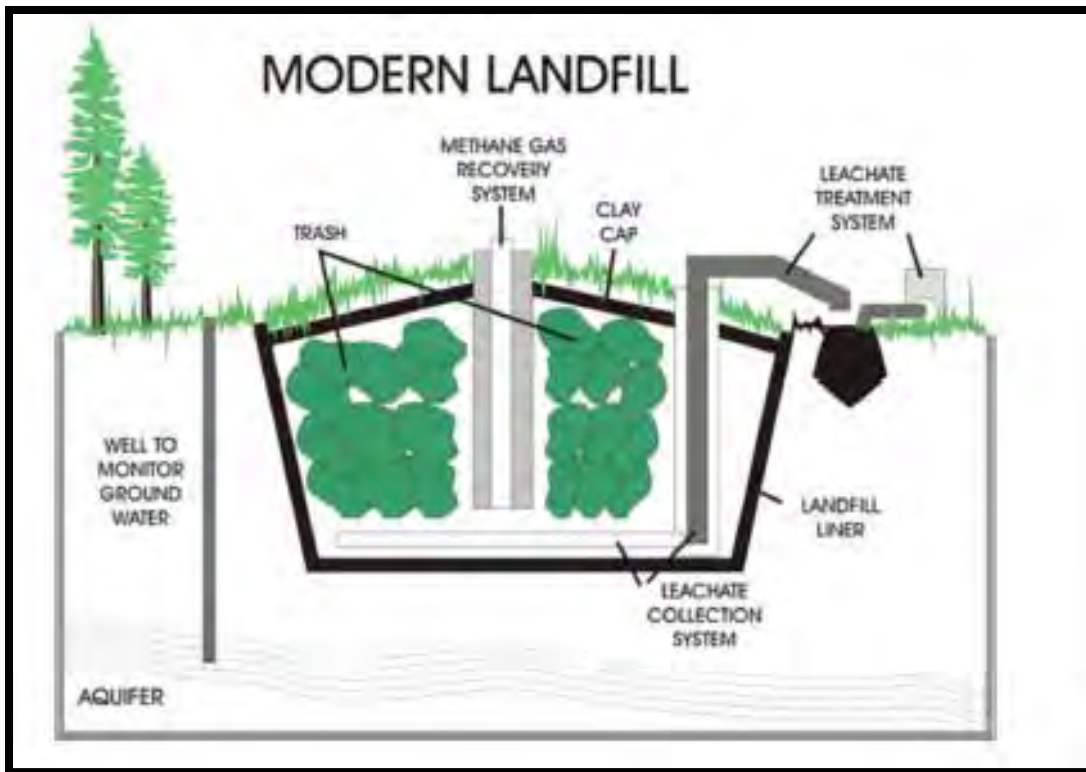 MODERN LANDFILL
METHANE GAS
RECOVERY
SYSTEM
LEACHATE
TREATMENT
SYSTEM
CLAY
CAP
TRASH
WELL TO
MONITOR
GROUND
WATER
LANDFILL
LINER
LEACHATE
COLLECTION
SYSTEM
AQUIFER